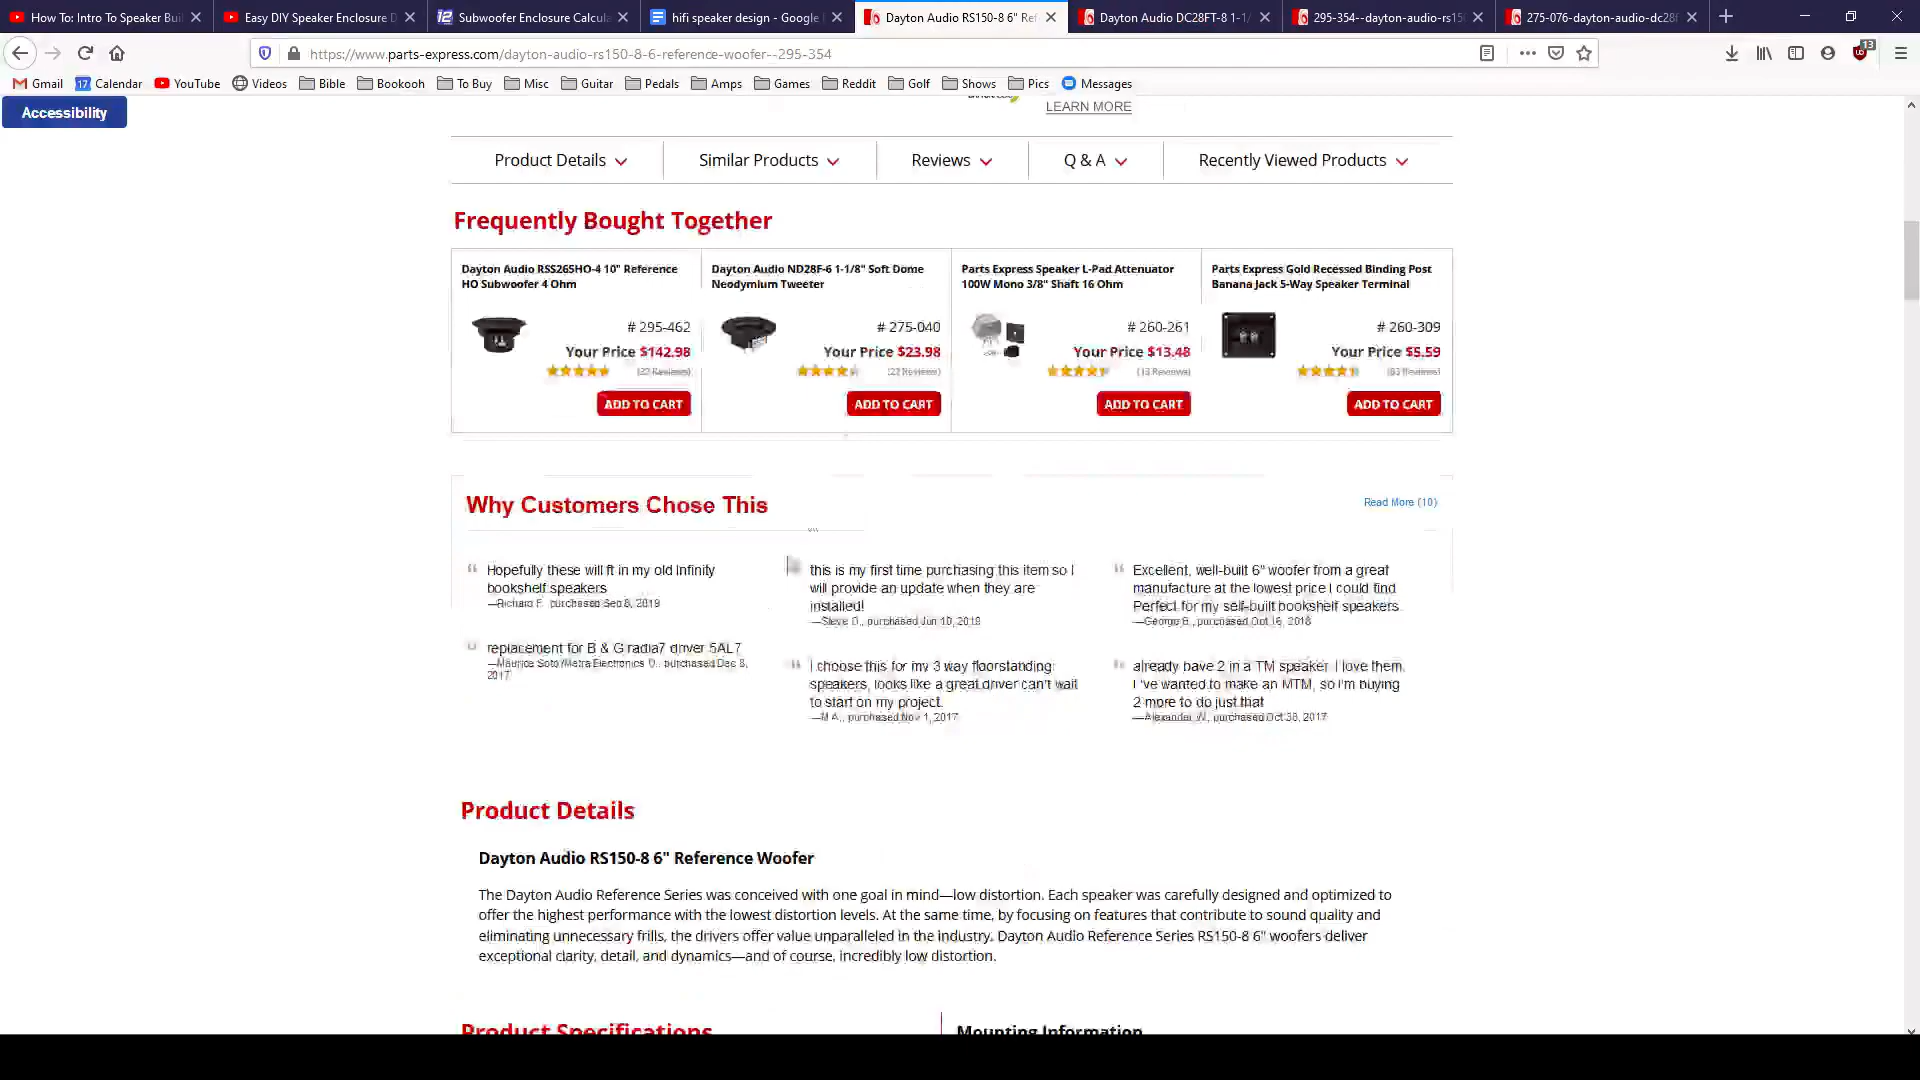 How To: Intro To Speaker Bui
Easy DIY Speaker Enclosure D
Subwoofer Enclosure Calcula
hifi speaker design - Google
Dayton Audio RS150-8 6" Ref
Dayton Audio DC28FT-8 1-1/
295-354--dayton-audio-rs15
275-076-dayton-audio-dc28f
https://www.parts-express.com/dayton-audio-rs150-8-6-reference-woofer--295-354
13
Gmail
17 Calendar
YouTube
Videos
Bible
Bookooh
To Buy
Misc
Guitar
Pedals
Amps
Games
Reddit
Golf
Shows
Pics
Messages
Accessibility
LEARN MORE
Product Details
Similar Products
Reviews
Q & A
Recently Viewed Products
Frequently Bought Together
Dayton Audio RSS265HO-4 10" Reference
HO Subwoofer 4 Ohm
# 295-462
Your Price $142.98
(22 Reviews)
ADD TO CART
Dayton Audio ND28F-6 1-1/8" Soft Dome
Neodymium Tweeter
# 275-040
Your Price $23.98
(22 Reviews)
ADD TO CART
Parts Express Speaker L-Pad Attenuator
100W Mono 3/8" Shaft 16 Ohm
# 260-261
Your Price $13.48
(13 Reviews)
ADD TO CART
Parts Express Gold Recessed Binding Post
Banana Jack 5-Way Speaker Terminal
# 260-309
Your Price $5.59
Reviews)
ADD TO CART
Why Customers Chose This
Read More (10)
“ Hopefully these will fit in my old Infinity
bookshelf speakers
—Richard F., purchased Sep 8, 2019
“ replacement for B & G radia7 driver 5AL7
—Maurice Soto/Metra Electronics O., purchased Dec 8,
2017
this is my first time purchasing this item so I
will provide an update when they are
installed!
—Steve O., purchased Jun 10, 2019
“ I choose this for my 3 way floorstanding
speakers, looks like a great driver can't wait
to start on my project.
—M A., purchased Nov 1, 2017
“ Excellent, well-built 6" woofer from a great
manufacture at the lowest price I could find
Perfect for my self-built bookshelf speakers
—George B., purchased Oct 16, 2018
“ already have 2 in a TM speaker I love them
I 've wanted to make an MTM, so I'm buying
2 more to do just that
—Alexander W., purchased Oct 2017
Product Details
Dayton Audio RS150-8 6" Reference Woofer
The Dayton Audio Reference Series was conceived with one goal in mind—low distortion. Each speaker was carefully designed and optimized to
offer the highest performance with the lowest distortion levels. At the same time, by focusing on features that contribute to sound quality and
eliminating unnecessary frills, the drivers offer value unparalleled in the industry. Dayton Audio Reference Series RS150-8 6" woofers deliver
exceptional clarity, detail, and dynamics—and of course, incredibly low distortion.
Product Specifications
Mounting Information